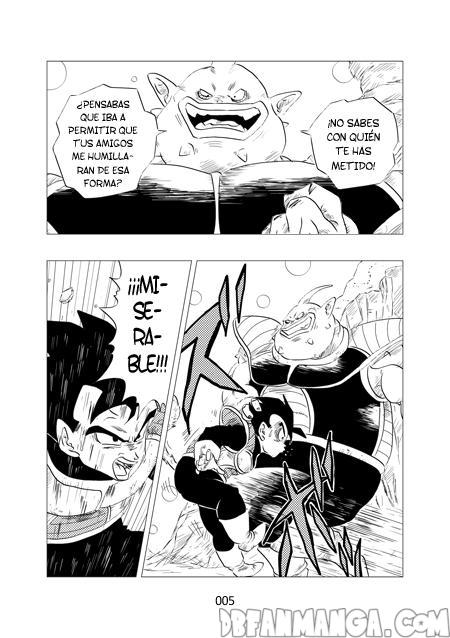 ¿PENSABAS
QUE IBA A
PERMITIR QUE
TUS AMIGOS
ME HUMILLA-
RAN DE ESA
FORMA?
¡NO SABES
CON QUIÉN
TE HAS
METIDO!
¡¡¡MI-
SE-
RA-
BLE!!!
005
DBFANMANGA.COM